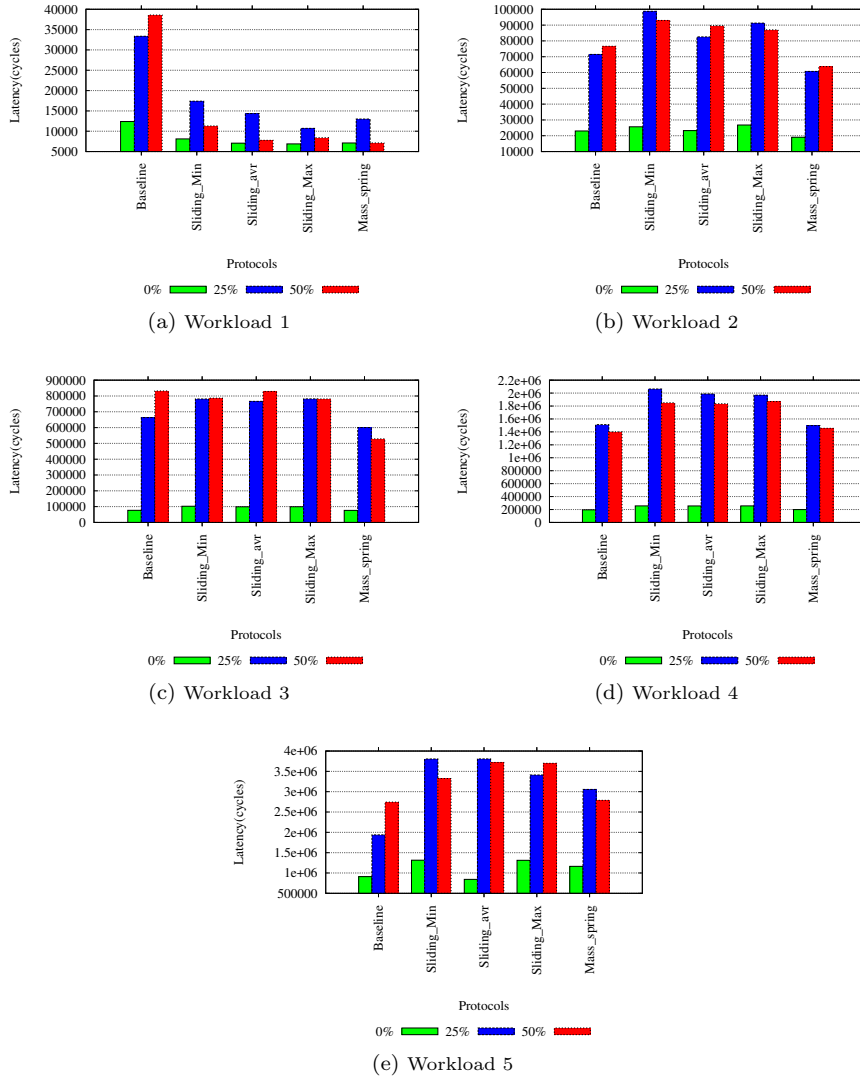 40000
35000
30000
25000
20000
15000
10000
5000
Latency(cycles)
Baseline
Sliding_Min
Sliding_avr
Sliding_Max
Mass_spring
Protocols
0% 25% 50%
(a) Workload 1
100000
90000
80000
70000
60000
50000
40000
30000
20000
10000
Latency(cycles)
Baseline
Sliding_Min
Sliding_avr
Sliding_Max
Mass_spring
Protocols
0% 25% 50%
(b) Workload 2
900000
800000
700000
600000
500000
400000
300000
200000
100000
0
Latency(cycles)
Baseline
Sliding_Min
Sliding_avr
Sliding_Max
Mass_spring
Protocols
0% 25% 50%
(c) Workload 3
2.2e+06
2e+06
1.8e+06
1.6e+06
1.4e+06
1.2e+06
1e+06
800000
600000
400000
200000
0
Latency(cycles)
Baseline
Sliding_Min
Sliding_avr
Sliding_Max
Mass_spring
Protocols
0% 25% 50%
(d) Workload 4
4e+06
3.5e+06
3e+06
2.5e+06
2e+06
1.5e+06
1e+06
500000
Latency(cycles)
Baseline
Sliding_Min
Sliding_avr
Sliding_Max
Mass_spring
Protocols
0% 25% 50%
(e) Workload 5